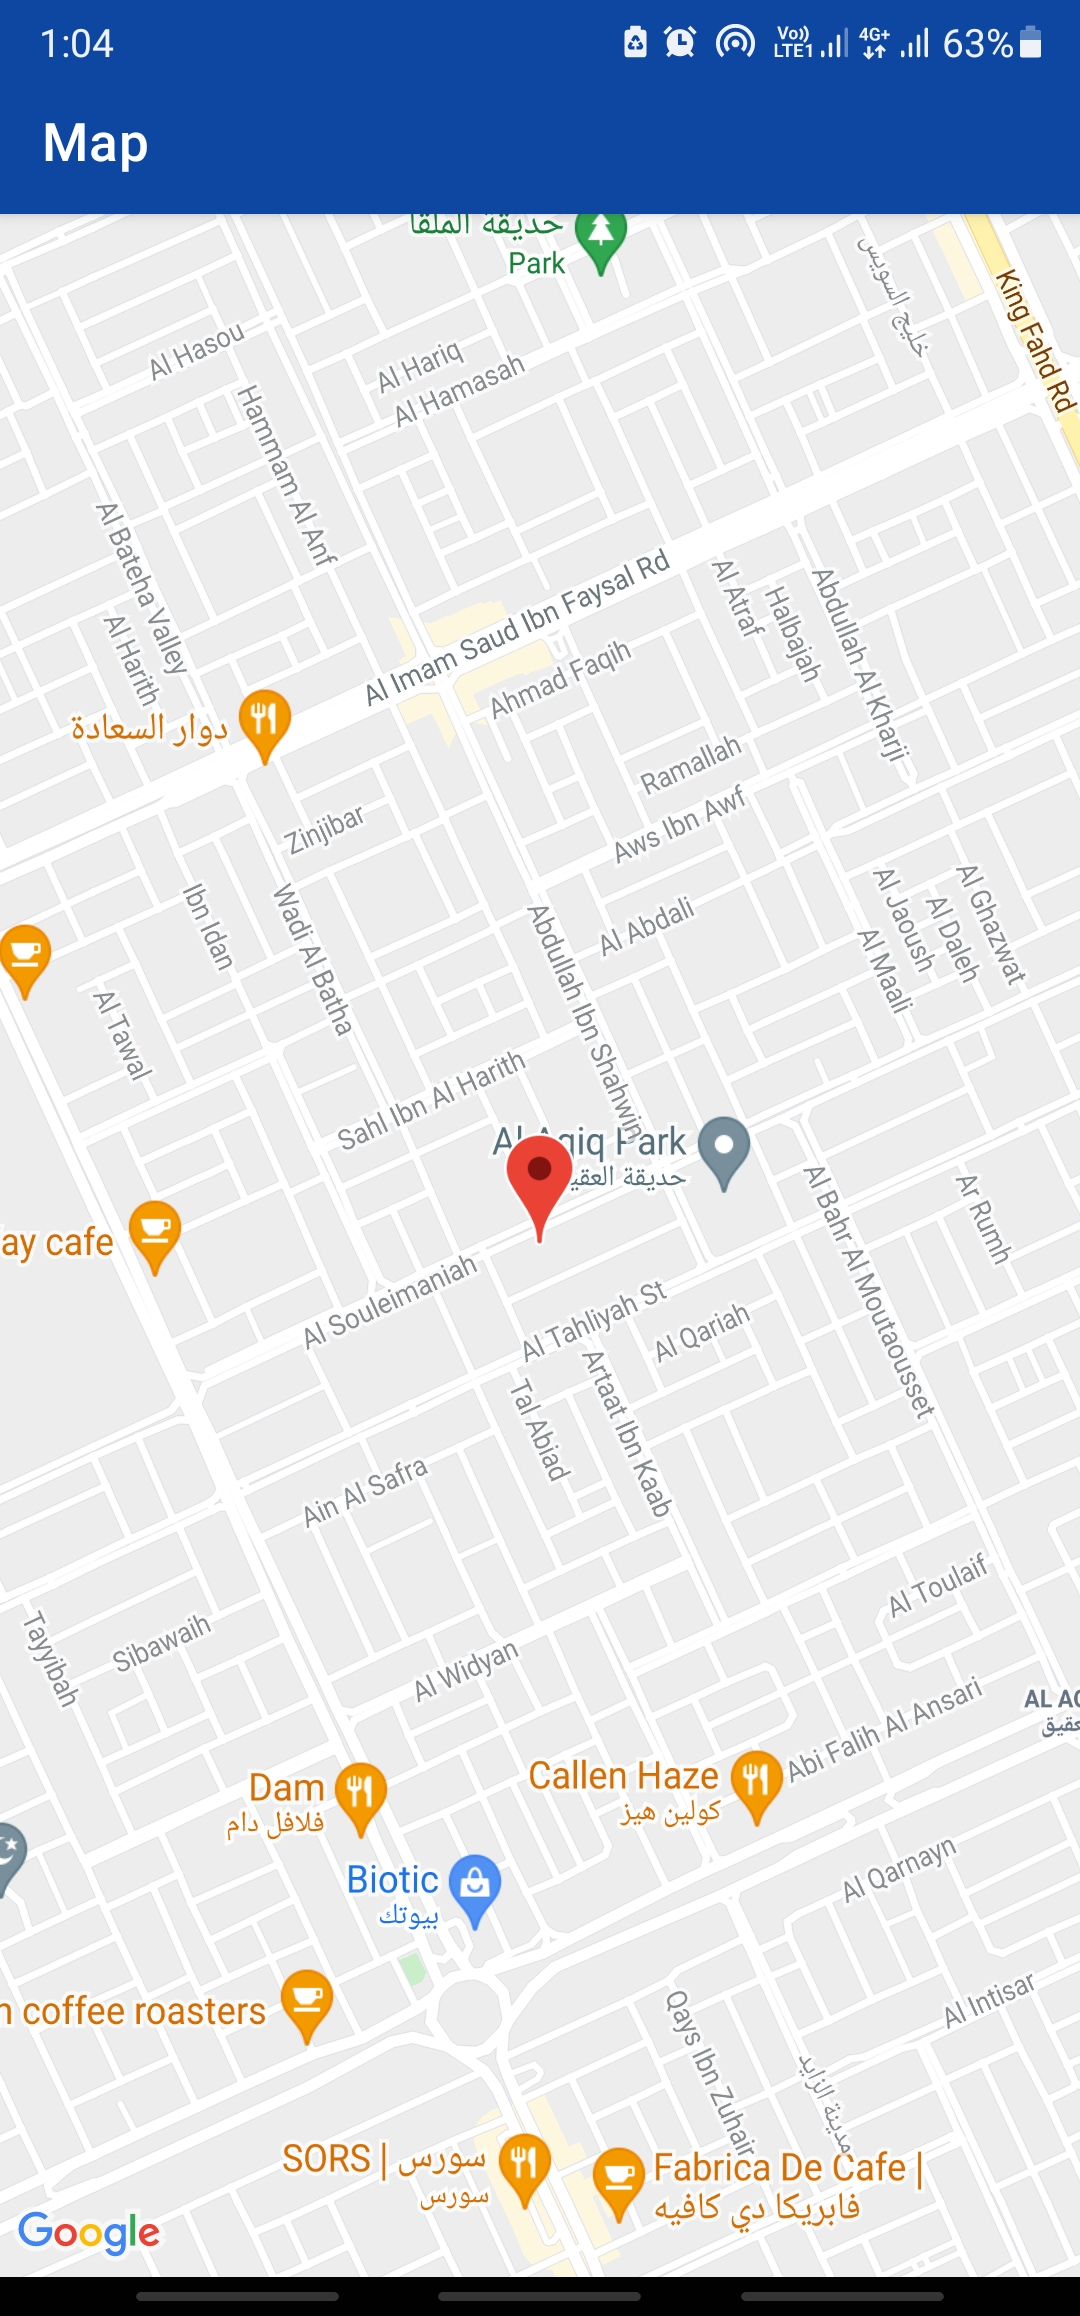 1:04
Vo)) LTE1
4G+
63%
Map
حديقة الملقا
Park
خليج السويس
King Fahd Rd
Al Hasou
Al Hariq
Al Hamasah
Hammam Al Anf
Al Bateha Valley
Al Harith
Al Imam Saud Ibn Faysal Rd
Al Atraf
Halbajah
Abdullah Al Kharji
Ahmad Faqih
دوار السعادة
Ramallah
Aws Ibn Awf
Zinjibar
Ibn Idan
Wadi Al Batha
Abdullah Ibn Shahwin
Al Abdali
Al Jaoush
Al Daleh
Al Ghazwat
Al Maali
Al Tawal
Sahl Ibn Al Harith
Park
حديقة
Al Bahr Al Moutaousset
Ar Rumh
ay cafe
Al Souleimaniah
Al Tahliyah St
Al Qariah
Tal Abiad
Artaat Ibn Kaab
Ain Al Safra
Al Toulaif
Tayyibah
Sibawaih
Al Widyan
Abi Falih Al Ansari
AL
Dam
فلافل دام
Callen Haze
كولين هيز
Biotic
بيوتك
Al Qarnayn
n coffee roasters
Al Intisar
Qays Ibn Zuhair
مدينة الزايد
SORS | سورس
سورس
Fabrica De Cafe |
فابريكا دي كافيه
Google